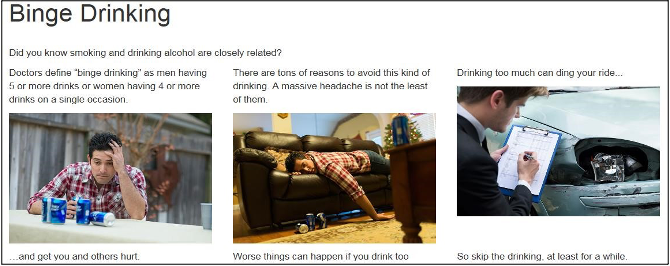 Binge Drinking
Did you know smoking and drinking alcohol are closely related?
Doctors define "binge drinking" as men having
5 or more drinks or women having 4 or more
drinks on a single occasion.
There are tons of reasons to avoid this kind of
drinking. A massive headache is not the least
of them.
Drinking too much can ding your ride...
...and get you and others hurt.
Worse things can happen if you drink too
So skip the drinking, at least for a while.